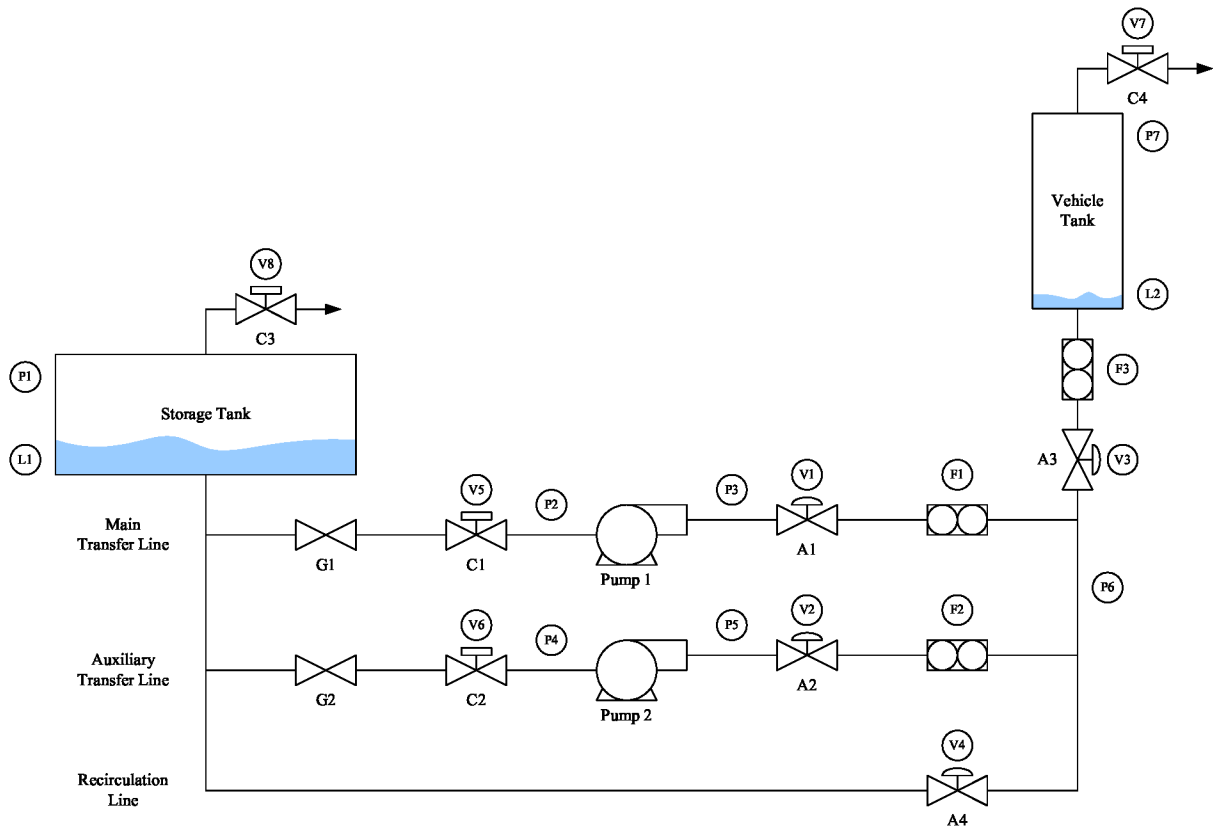 V7
C4
P7
Vehicle
Tank
L2
V8
C3
P1
Storage Tank
L1
F3
A3
V3
Main
Transfer Line
G1
V5
C1
P2
Pump 1
P3
V1
A1
F1
P6
Auxiliary
Transfer Line
G2
V6
C2
P4
Pump 2
P5
V2
A2
F2
Recirculation
Line
V4
A4